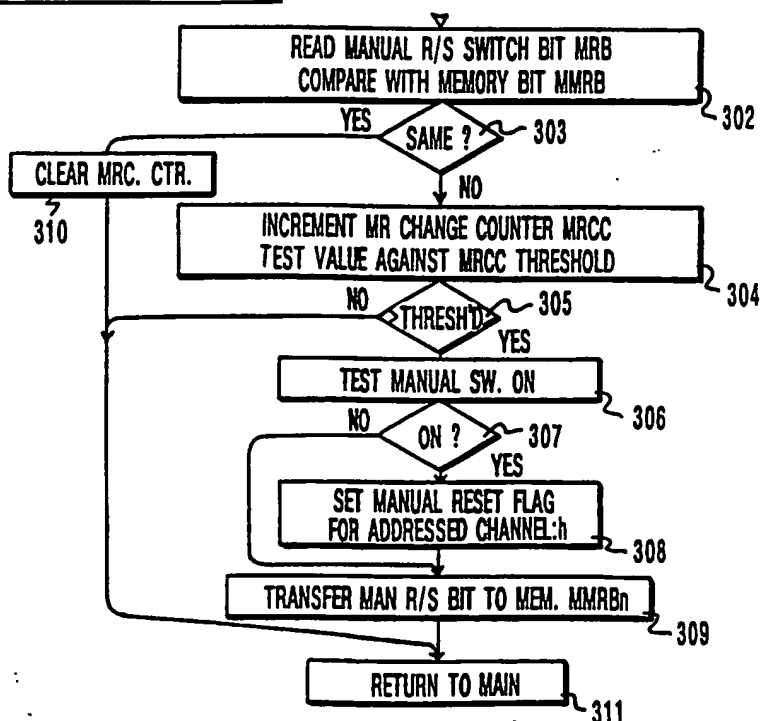 READ MANUAL R/S SWITCH BIT MRB
COMPARE WITH MEMORY BIT MMRB
302
YES
SAME ?
303
CLEAR MRC. CTR.
310
NO
INCREMENT MR CHANGE COUNTER MRCC
TEST VALUE AGAINST MRCC THRESHOLD
304
NO
THRESH'D
305
YES
TEST MANUAL SW. ON
306
NO
ON ?
307
YES
SET MANUAL RESET FLAG
FOR ADDRESSED CHANNEL:h
308
TRANSFER MAN R/S BIT TO MEM. MMRBn
309
RETURN TO MAIN
311